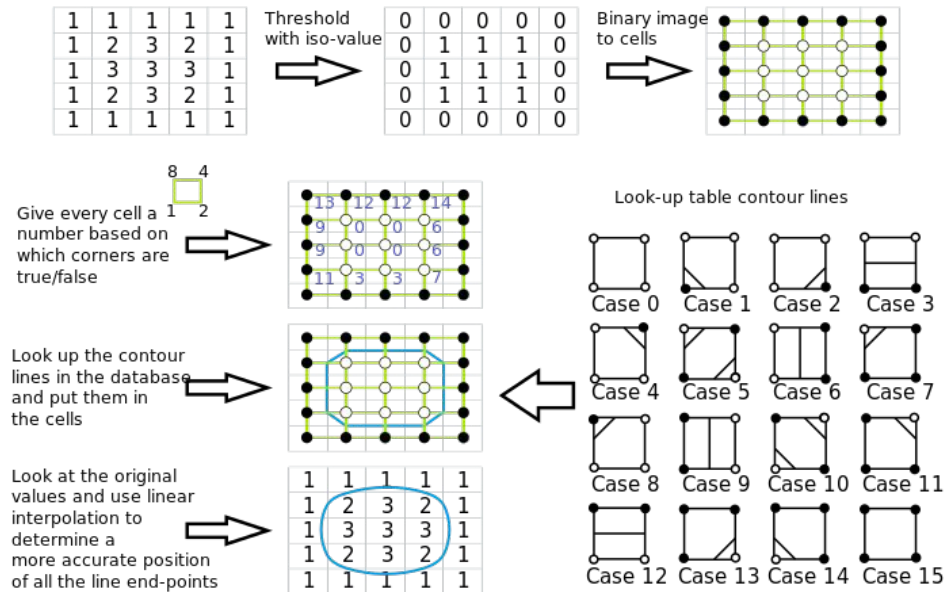 1 1 1 1 1
1 2 3 2 1
1 3 3 3 1
1 2 3 2 1
1 1 1 1 1
Threshold
with iso-value
0 0 0 0 0
0 1 1 1 0
0 1 1 1 0
0 1 1 1 0
0 0 0 0 0
Binary image
to cells
8 4
1 2
Give every cell a
number based on
which corners are
true/false
13 12 12 14
9 0 0 6
9 0 0 6
11 3 3 7
Look up the contour
lines in the database
and put them in
the cells
Look at the original
values and use linear
interpolation to
determine a
more accurate position
of all the line end-points
1 1 1 1 1
1 2 3 2 1
1 3 3 3 1
1 2 3 2 1
1 1 1 1 1
Look-up table contour lines
Case 0 Case 1 Case 2 Case 3
Case 4 Case 5 Case 6 Case 7
Case 8 Case 9 Case 10 Case 11
Case 12 Case 13 Case 14 Case 15